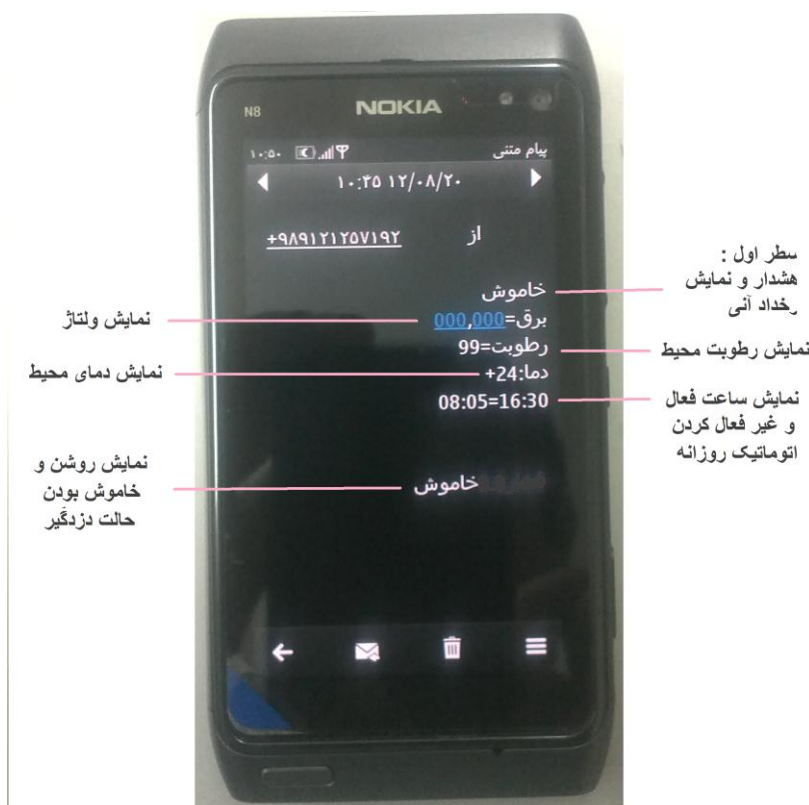 N8
NOKIA
۱۰:۵۰
پیام متنی
۱۰:۴۵ ۱۲/۰۸/۲۰
از
+۹۸۹۱۲۱۲۵۷۱۹۲
خاموش
برق=000,000
رطوبت=99
دما:24+
08:05=16:30
خاموش
سطر اول :
هشدار و نمایش
رخداد آنی
نمایش رطوبت محیط
نمایش ساعت فعال
و غیر فعال کردن
اتوماتیک روزانه
نمایش ولتاژ
نمایش دمای محیط
نمایش روشن و
خاموش بودن
حالت دزدگیر